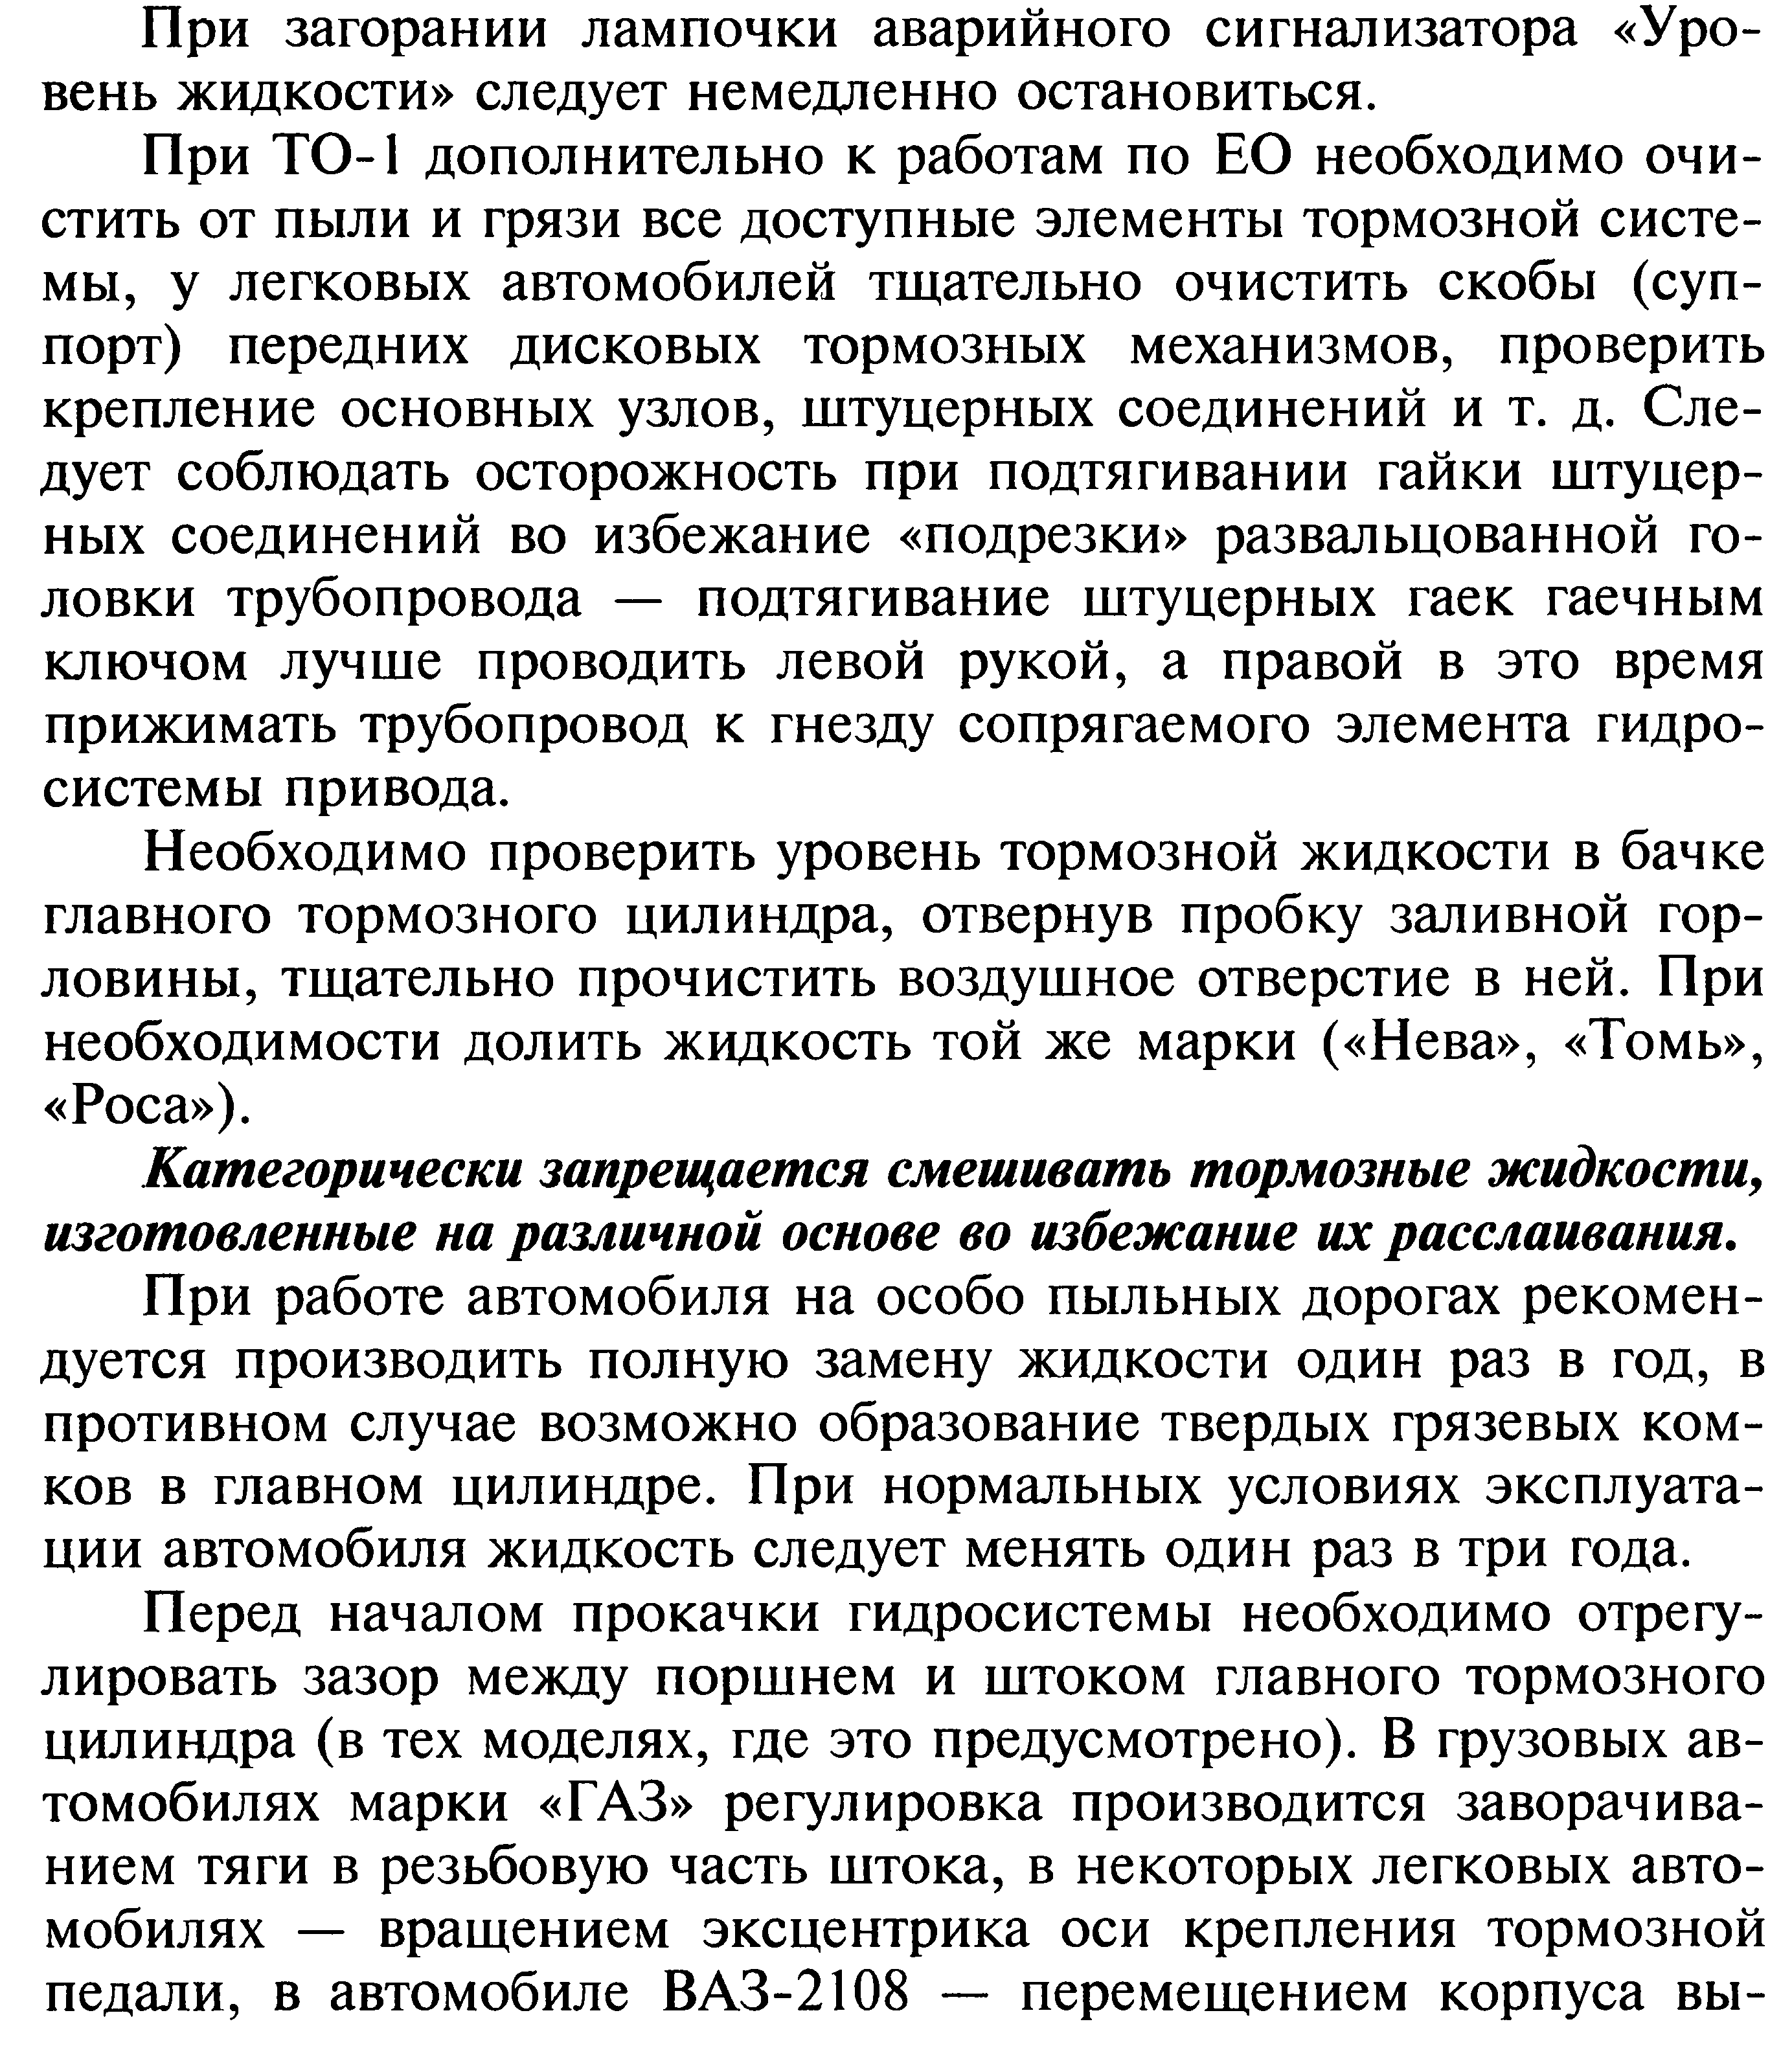 При загорании лампочки аварийного сигнализатора «Уро-
вень жидкости» следует немедленно остановиться.
При ТО-1 дополнительно к работам по ЕО необходимо очи-
стить от пыли и грязи все доступные элементы тормозной систе-
мы, у легковых автомобилей тщательно очистить скобы (суп-
порт) передних дисковых тормозных механизмов, проверить
крепление основных узлов, штуцерных соединений и т. д. Сле-
дует соблюдать осторожность при подтягивании гайки штуцер-
ных соединений во избежание «подрезки» развальцованной го-
ловки трубопровода — подтягивание штуцерных гаек гаечным
ключом лучше проводить левой рукой, а правой в это время
прижимать трубопровод к гнезду сопрягаемого элемента гидро-
системы привода.
Необходимо проверить уровень тормозной жидкости в бачке
главного тормозного цилиндра, отвернув пробку заливной гор-
ловины, тщательно прочистить воздушное отверстие в ней. При
необходимости долить жидкость той же марки («Нева», «Томь»,
«Роса»).
Категорически запрещается смешивать тормозные жидкости,
изготовленные на различной основе во избежание их расслаивания.
При работе автомобиля на особо пыльных дорогах рекомен-
дуется производить полную замену жидкости один раз в год, в
противном случае возможно образование твердых грязевых ком-
ков в главном цилиндре. При нормальных условиях эксплуата-
ции автомобиля жидкость следует менять один раз в три года.
Перед началом прокачки гидросистемы необходимо отрегу-
лировать зазор между поршнем и штоком главного тормозного
цилиндра (в тех моделях, где это предусмотрено). В грузовых ав-
томобилях марки «ГАЗ» регулировка производится заворачива-
нием тяги в резьбовую часть штока, в некоторых легковых авто-
мобилях — вращением эксцентрика оси крепления тормозной
педали, в автомобиле ВАЗ-2108 — перемещением корпуса вы-